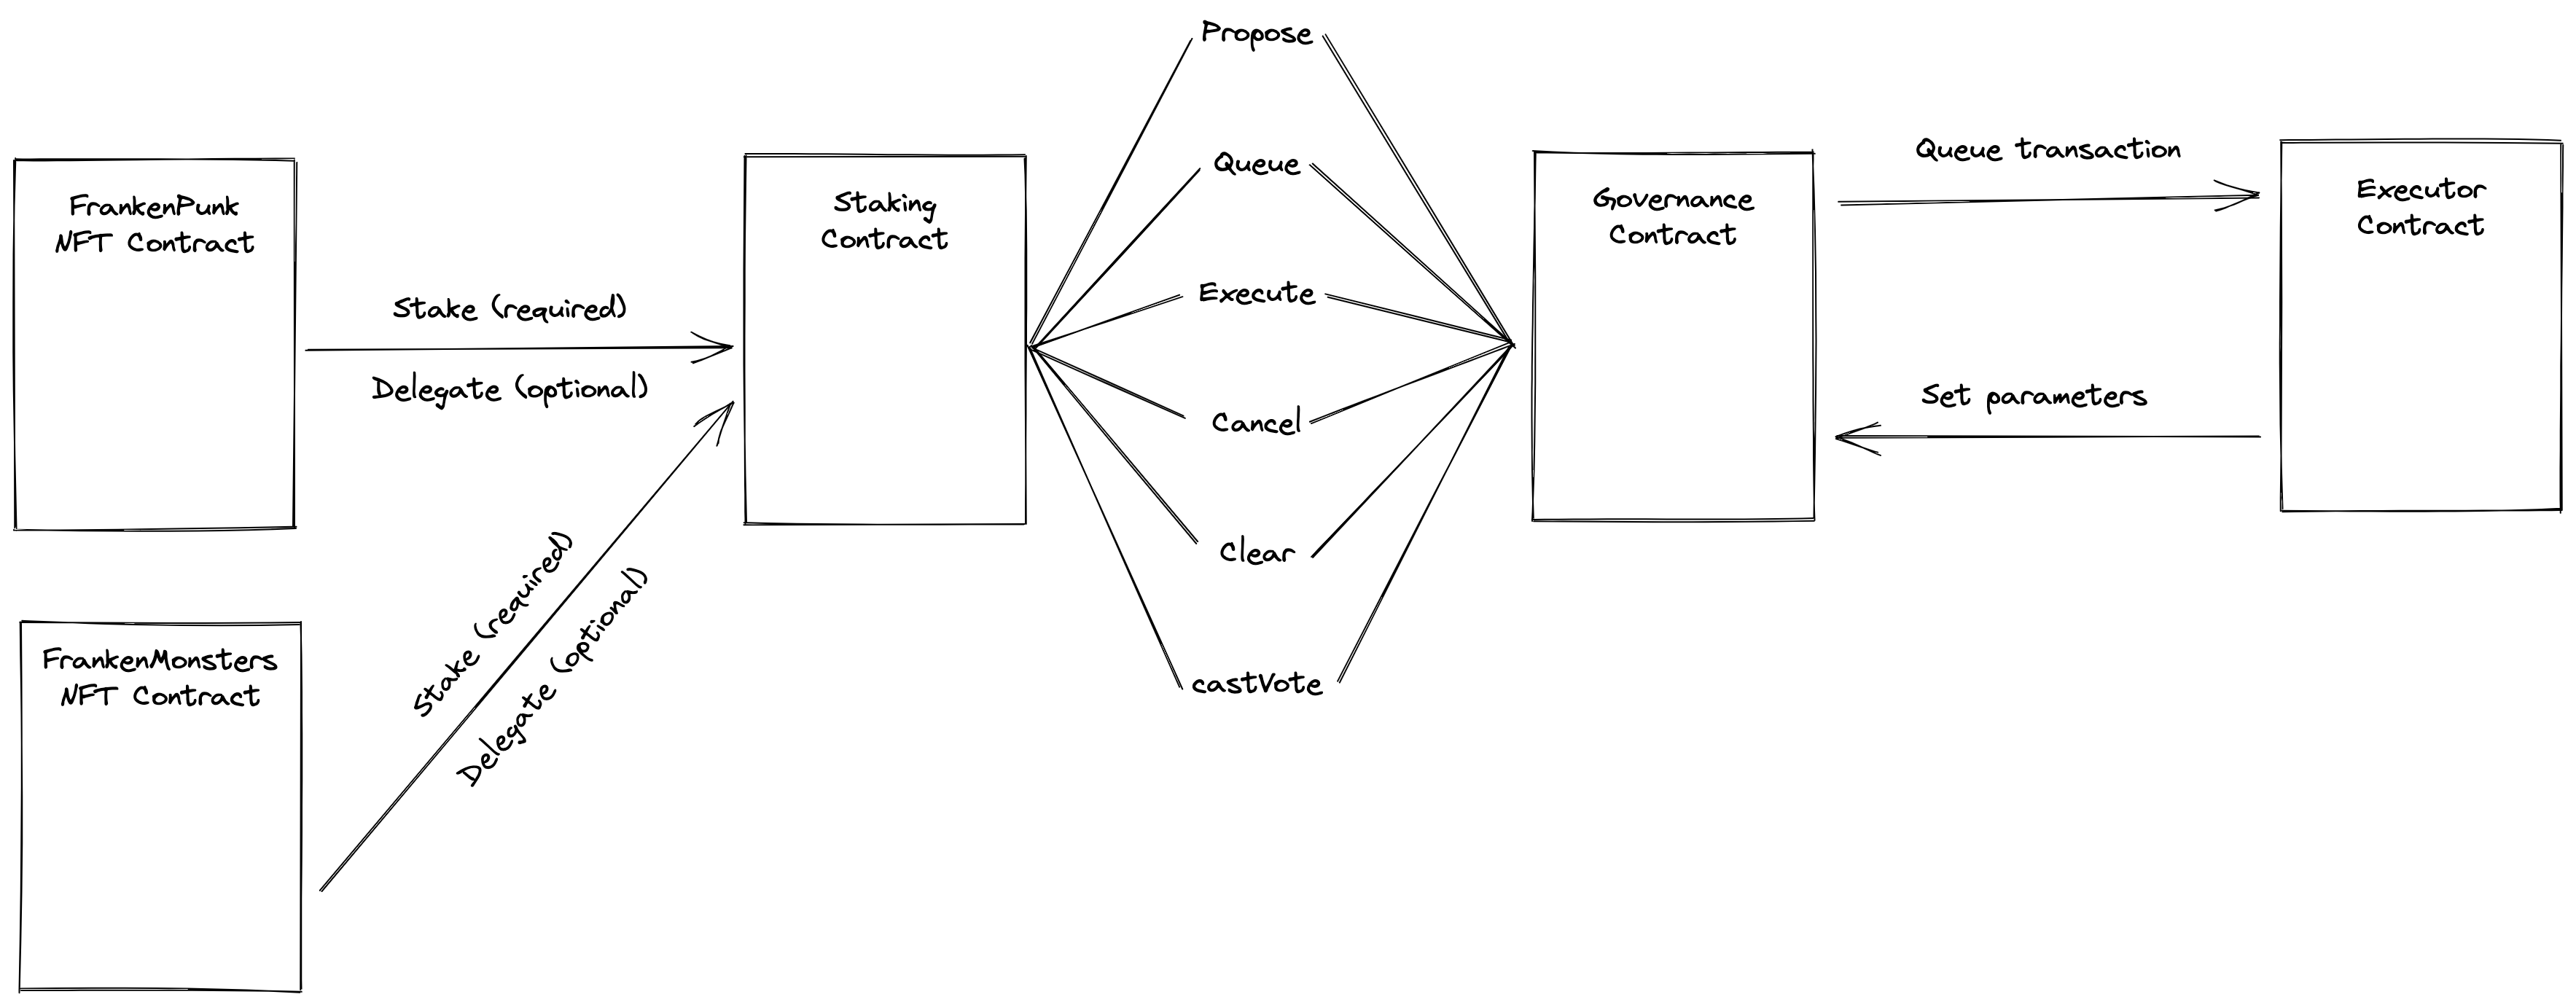 FrankenPunk
NFT Contract
Stake (required)
Delegate (optional)
FrankenMonsters
NFT Contract
Stake (required)
Delegate (optional)
Staking
Contract
Propose
Queue
Execute
Cancel
Clear
castVote
Governance
Contract
Queue transaction
Set parameters
Executor
Contract